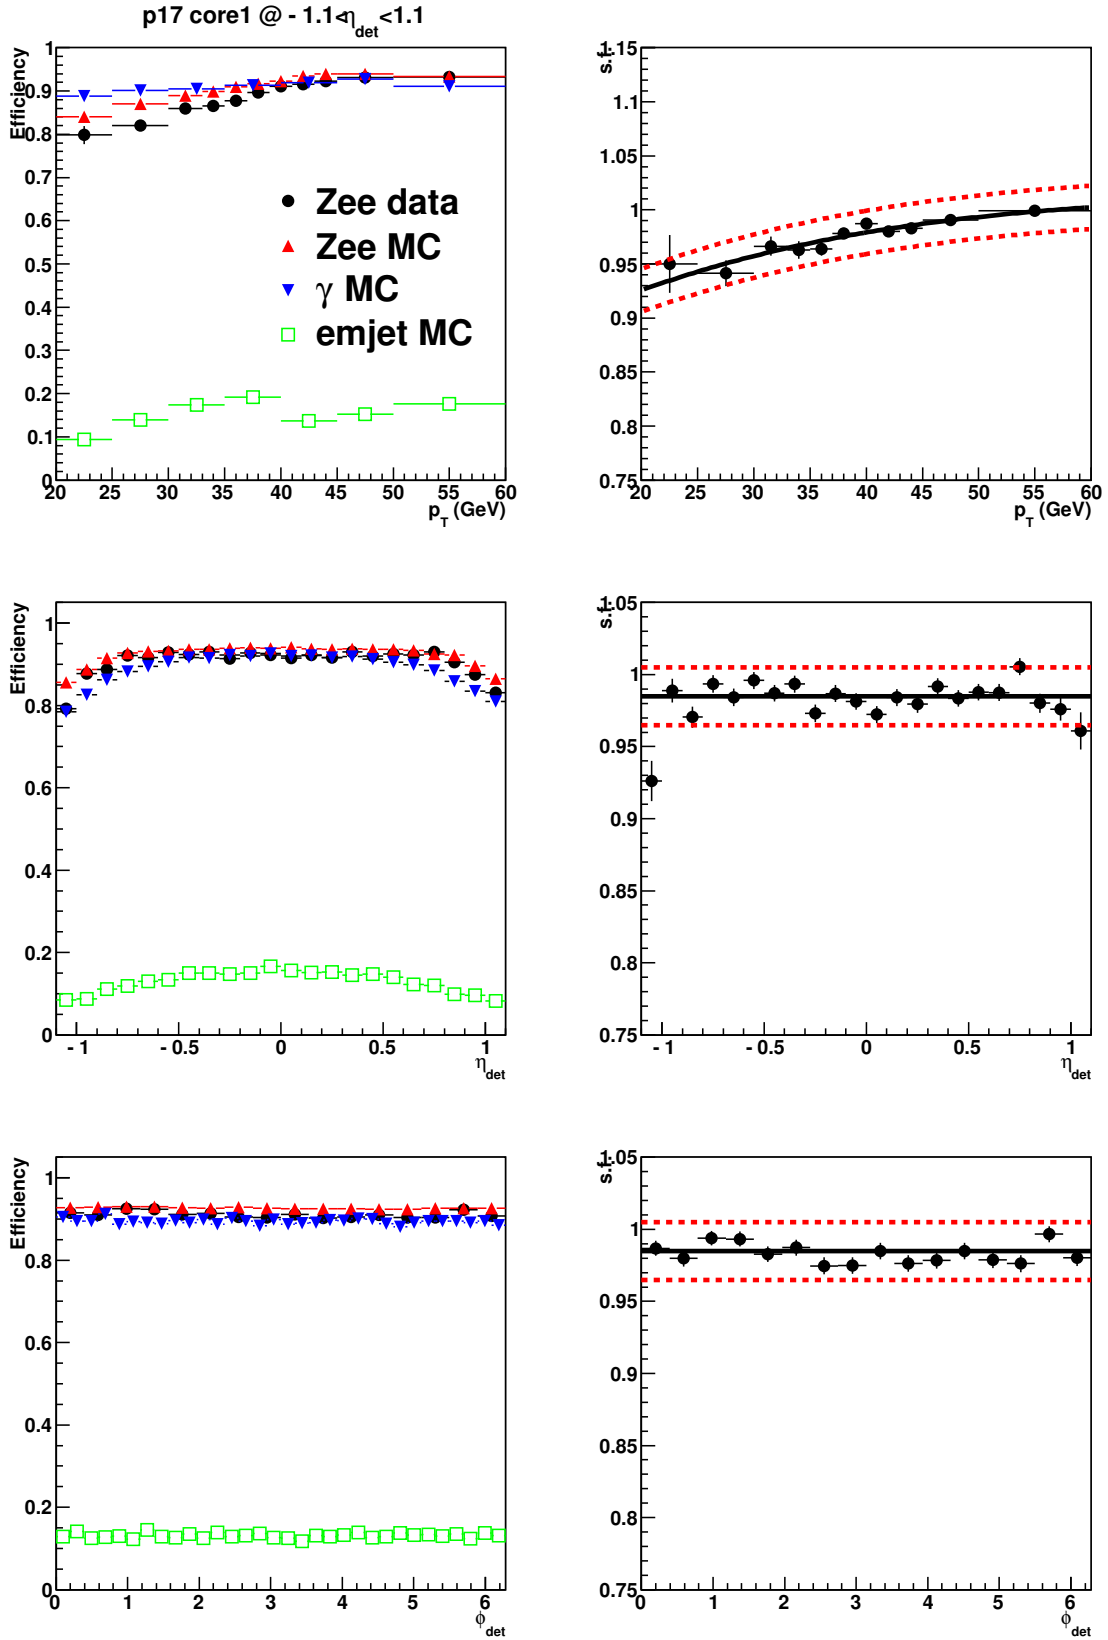 p17 core1 @ - 1.1<η_det<1.1
Efficiency
1
0.9
0.8
0.7
0.6
0.5
0.4
0.3
0.2
0.1
0
Zee data
Zee MC
γ MC
emjet MC
20 25 30 35 40 45 50 55 60
p_T (GeV)
s.f.
1.15
1.1
1.05
1
0.95
0.9
0.85
0.8
0.75
20 25 30 35 40 45 50 55 60
p_T (GeV)
Efficiency
1
0.8
0.6
0.4
0.2
0
- 1 - 0.5 0 0.5 1
η_det
s.f.
1.05
1
0.95
0.9
0.85
0.8
0.75
- 1 - 0.5 0 0.5 1
η_det
Efficiency
1
0.8
0.6
0.4
0.2
0
0 1 2 3 4 5 6
ϕ_det
s.f.
1.05
1
0.95
0.9
0.85
0.8
0.75
0 1 2 3 4 5 6
ϕ_det